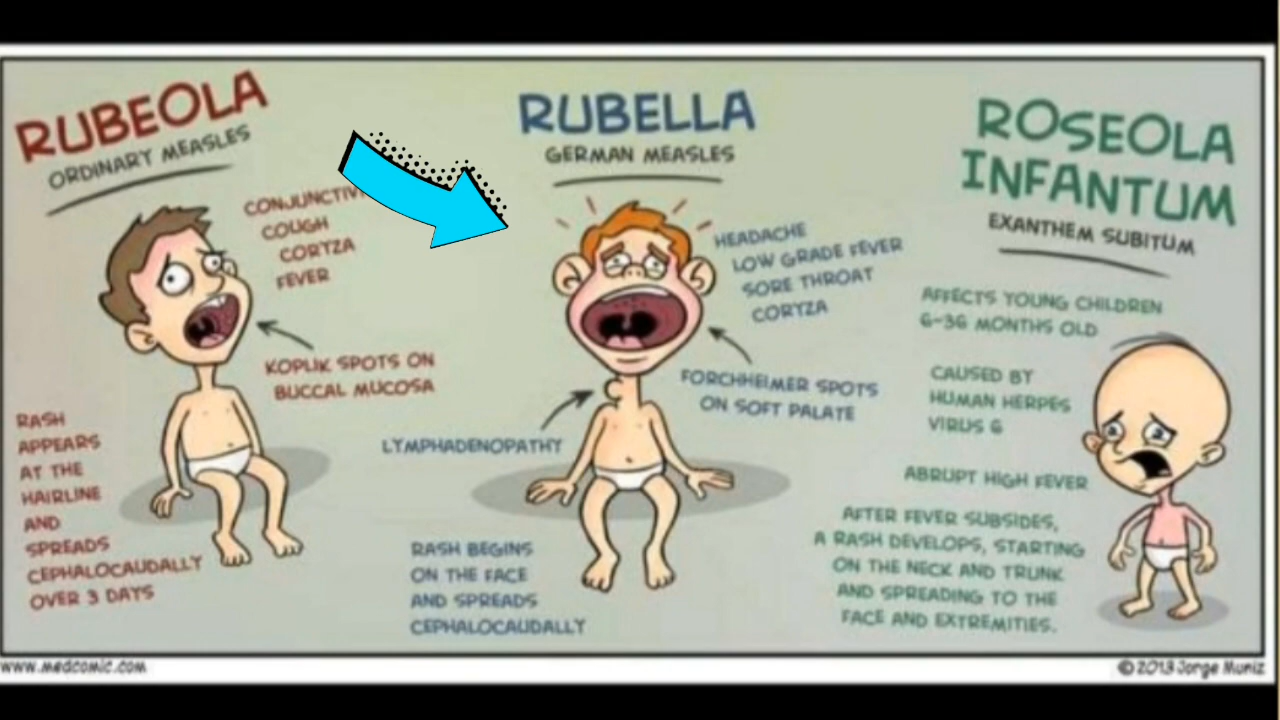 RUBEOLA
ORDINARY MEASLES
COUGH
CORYZA
FEVER
KOPLIK SPOTS ON
BUCCAL MUCOSA
RASH
APPEARS
AT THE
HAIRLINE
AND
SPREADS
CEPHALOCAUDALLY
OVER 3 DAYS
RUBELLA
GERMAN MEASLES
HEADACHE
LOW GRADE FEVER
SORE THROAT
CORYZA
FORCHHEIMER SPOTS
ON SOFT PALATE
LYMPHADENOPATHY
RASH BEGINS
ON THE FACE
AND SPREADS
CEPHALOCAUDALLY
ROSEOLA
INFANTUM
EXANTHEM SUBITUM
AFFECTS YOUNG CHILDREN
6-36 MONTHS OLD
CAUSED BY
HUMAN HERPES
VIRUS 6
ABRUPT HIGH FEVER
AFTER FEVER SUBSIDES,
A RASH DEVELOPS, STARTING
ON THE NECK AND TRUNK
AND SPREADING TO THE
FACE AND EXTREMITIES.
www.medcomic.com
© 2013 Jorge Muniz